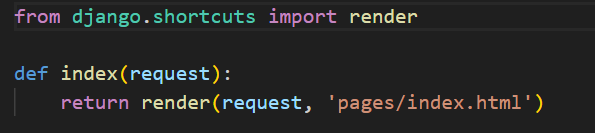 from django.shortcuts import render
def index(request):
    return render(request, 'pages/index.html')